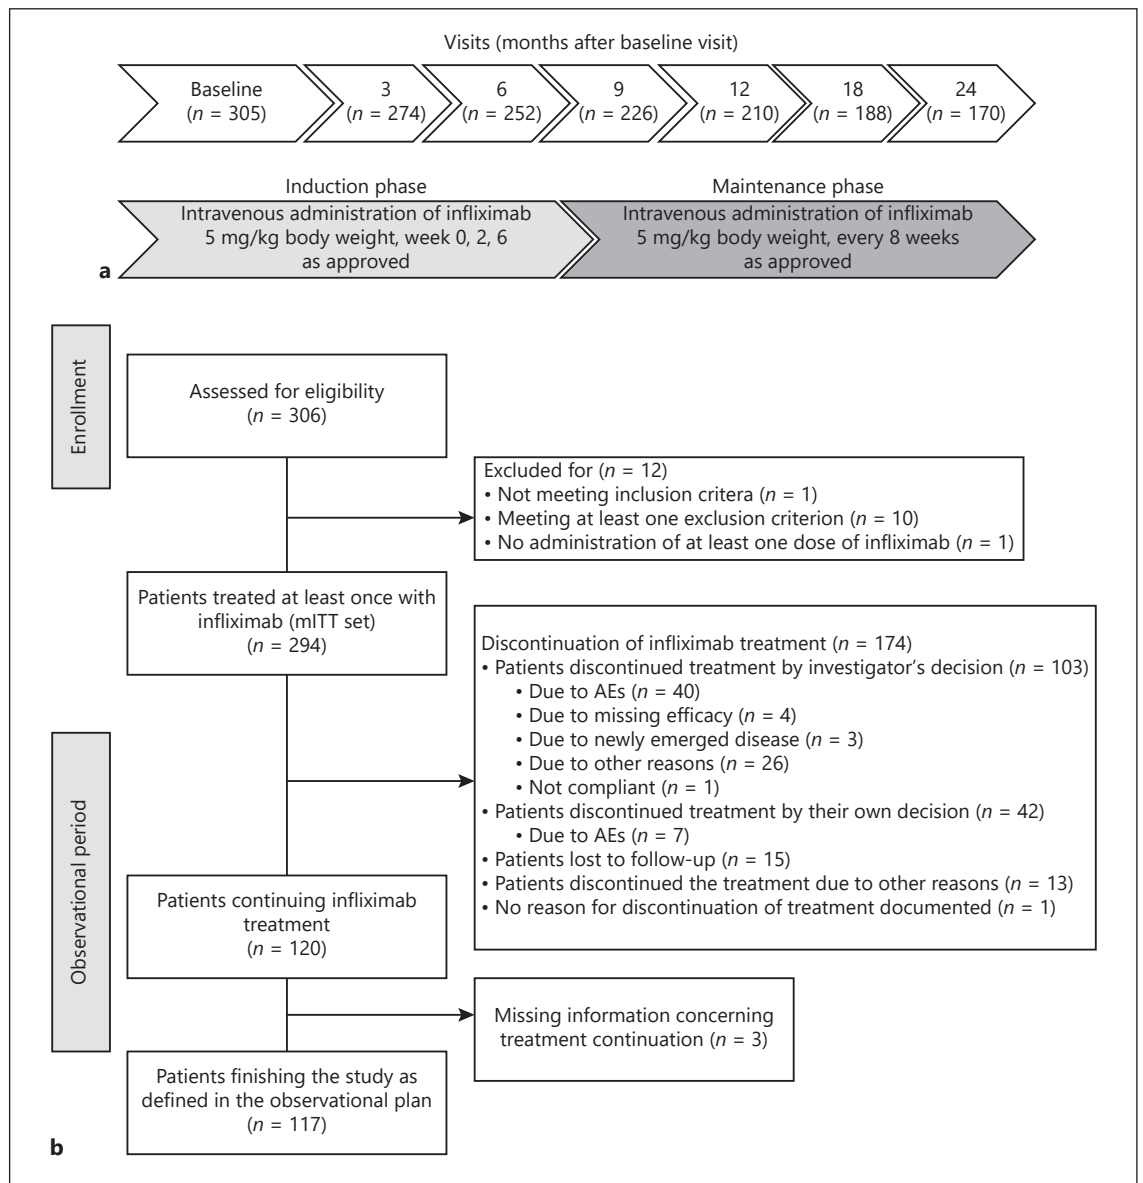 Visits (months after baseline visit)
Baseline
(n = 305)
3
(n = 274)
6
(n = 252)
9
(n = 226)
12
(n = 210)
18
(n = 188)
24
(n = 170)
Induction phase
Intravenous administration of infliximab
5 mg/kg body weight, week 0, 2, 6
as approved
Maintenance phase
Intravenous administration of infliximab
5 mg/kg body weight, every 8 weeks
as approved
a
Enrollment
Assessed for eligibility
(n = 306)
Excluded for (n = 12)
• Not meeting inclusion critera (n = 1)
• Meeting at least one exclusion criterion (n = 10)
• No administration of at least one dose of infliximab (n = 1)
Patients treated at least once with
infliximab (mITT set)
(n = 294)
Observational period
Discontinuation of infliximab treatment (n = 174)
• Patients discontinued treatment by investigator's decision (n = 103)
• Due to AEs (n = 40)
• Due to missing efficacy (n = 4)
• Due to newly emerged disease (n = 3)
• Due to other reasons (n = 26)
• Not compliant (n = 1)
• Patients discontinued treatment by their own decision (n = 42)
• Due to AEs (n = 7)
• Patients lost to follow-up (n = 15)
• Patients discontinued the treatment due to other reasons (n = 13)
• No reason for discontinuation of treatment documented (n = 1)
Patients continuing infliximab
treatment
(n = 120)
Missing information concerning
treatment continuation (n = 3)
Patients finishing the study as
defined in the observational plan
(n = 117)
b